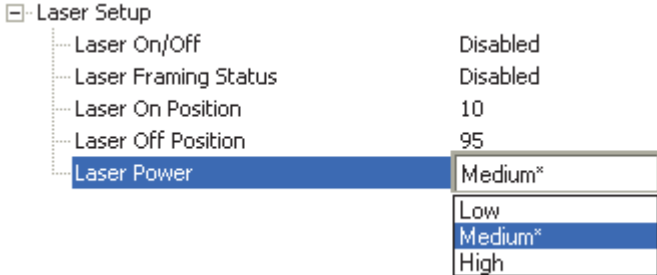 Laser Setup
Laser On/Off Disabled
Laser Framing Status Disabled
Laser On Position 10
Laser Off Position 95
Laser Power Medium*
Low
Medium*
High